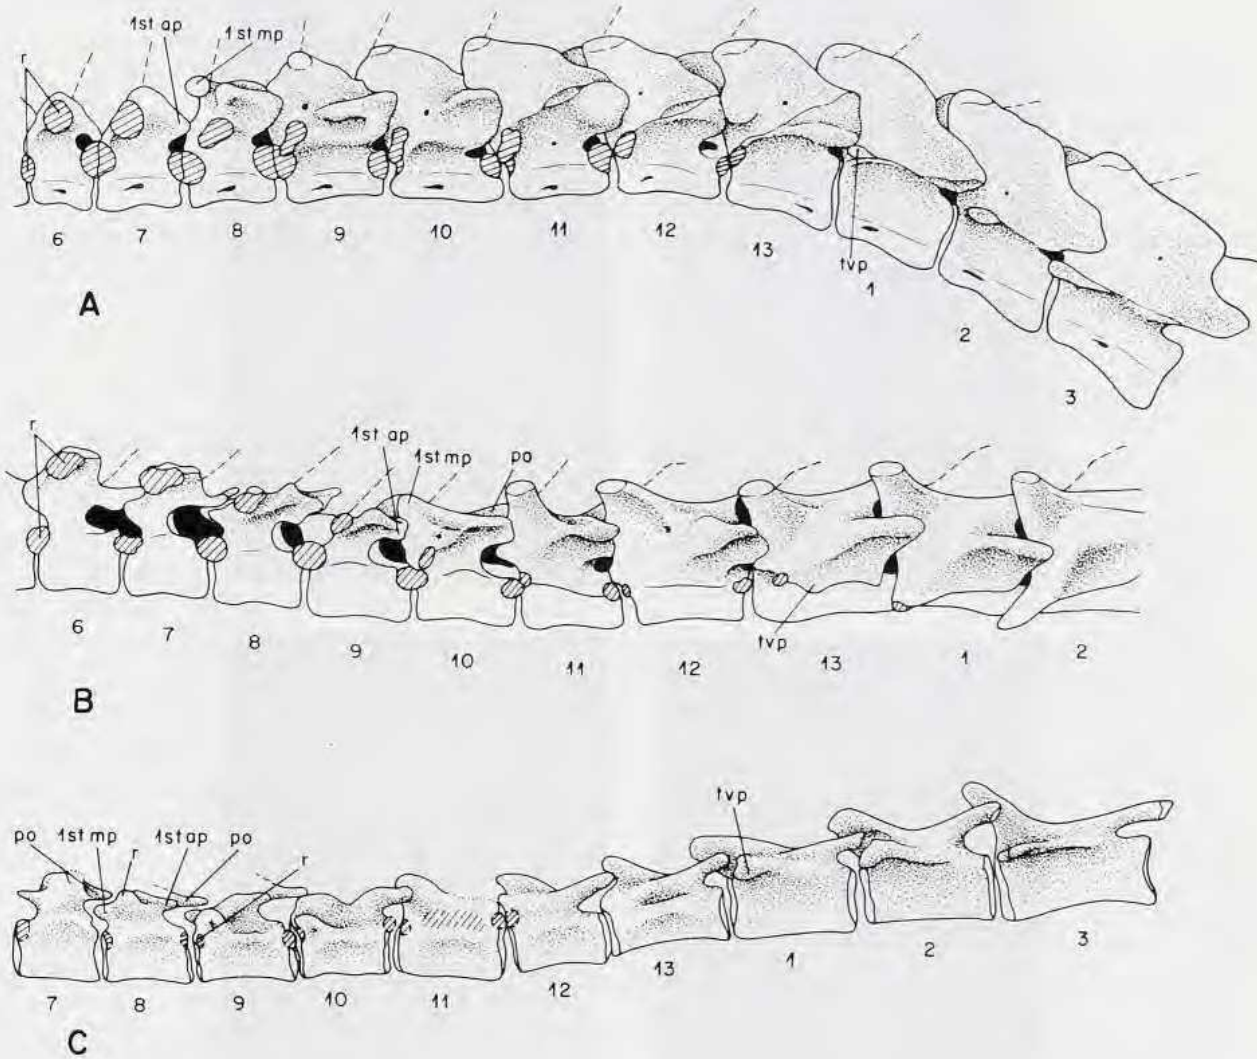 1st ap
1st mp
r
6 7 8 9 10 11 12 13 tvp 1 2 3
A
r
1st ap
1st mp
po
6 7 8 9 10 11 12 tvp 13 1 2
B
tvp
po 1st mp r 1st ap po r
7 8 9 10 11 12 13 1 2 3
C